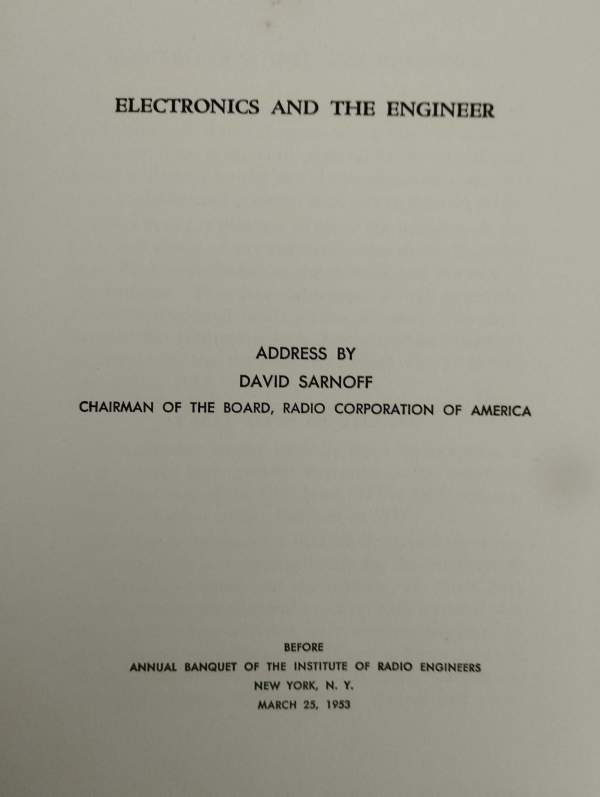 ELECTRONICS AND THE ENGINEER
ADDRESS BY
DAVID SARNOFF
CHAIRMAN OF THE BOARD, RADIO CORPORATION OF AMERICA
BEFORE
ANNUAL BANQUET OF THE INSTITUTE OF RADIO ENGINEERS
NEW YORK, N. Y.
MARCH 25, 1953